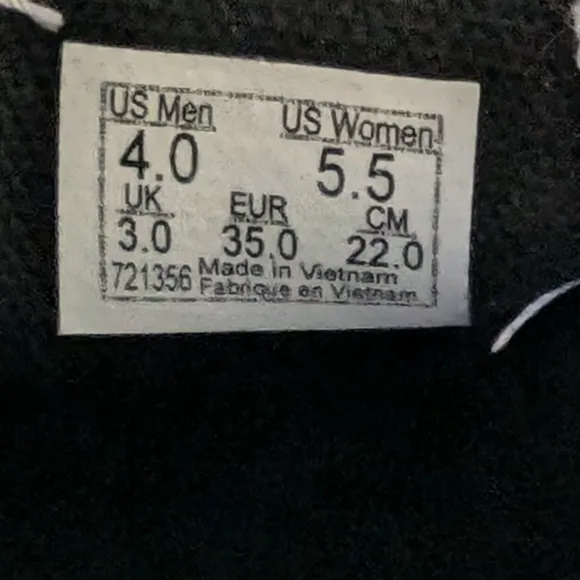 US Men US Women
4.0 5.5
UK EUR CM
3.0 35.0 22.0
721356 Made in Vietnam
Fabrique en Vietnam